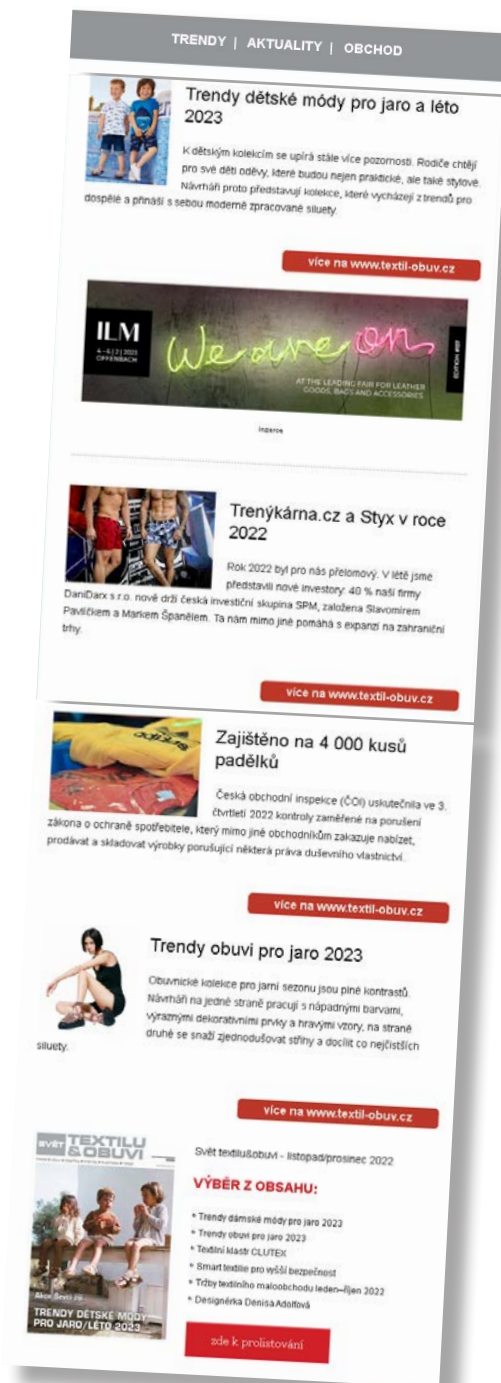 TRENDY | AKTUALITY | OBCHOD
Trendy dětské módy pro jaro a léto
2023
K dětským kolekcím se upírá stále více pozornosti. Rodiče chtějí
pro své děti oděvy, které budou nejen praktické, ale také stylové.
Návrháři proto představují kolekce, které vycházejí z trendů pro
dospělé a přináší s sebou moderně zpracované siluety.
více na www.textil-obuv.cz
ILM
4 – 6 | 2 | 2023
OFFENBACH
We are on
AT THE LEADING FAIR FOR LEATHER
GOODS, BAGS AND ACCESSORIES
inzerce
Trenýkárna.cz a Styx v roce
2022
Rok 2022 byl pro nás přelomový. V létě jsme
představili nové investory: 40 % naší firmy
DaniDarx s.r.o. nově drží česká investiční skupina SPM, založena Slavomírem
Pavlíčkem a Markem Španělem. Ta nám mimo jiné pomáhá s expanzí na zahraniční
trhy.
více na www.textil-obuv.cz
adidas
Zajištěno na 4 000 kusů
padělků
Česká obchodní inspekce (ČOI) uskutečnila ve 3.
čtvrtletí 2022 kontroly zaměřené na porušení
zákona o ochraně spotřebitele, který mimo jiné obchodníkům zakazuje nabízet,
prodávat a skladovat výrobky porušující některá práva duševního vlastnictví.
více na www.textil-obuv.cz
Trendy obuvi pro jaro 2023
Obuvnické kolekce pro jarní sezonu jsou plné kontrastů.
Návrháři na jedné straně pracují s nápadnými barvami,
výraznými dekorativními prvky a hravými vzory, na straně
druhé se snaží zjednodušovat střihy a docílit co nejčistších
siluety.
více na www.textil-obuv.cz
SVĚT TEXTILU
& OBUVI
TRENDY DĚTSKÉ MÓDY
PRO JARO/LÉTO 2023
Svět textilu&obuvi - listopad/prosinec 2022
VÝBĚR Z OBSAHU:
* Trendy dámské módy pro jaro 2023
* Trendy obuvi pro jaro 2023
* Textilní klastr CLUTEX
* Smart textilie pro vyšší bezpečnost
* Tržby textilního maloobchodu leden–říjen 2022
* Designérka Denisa Adolfová
zde k prolistování